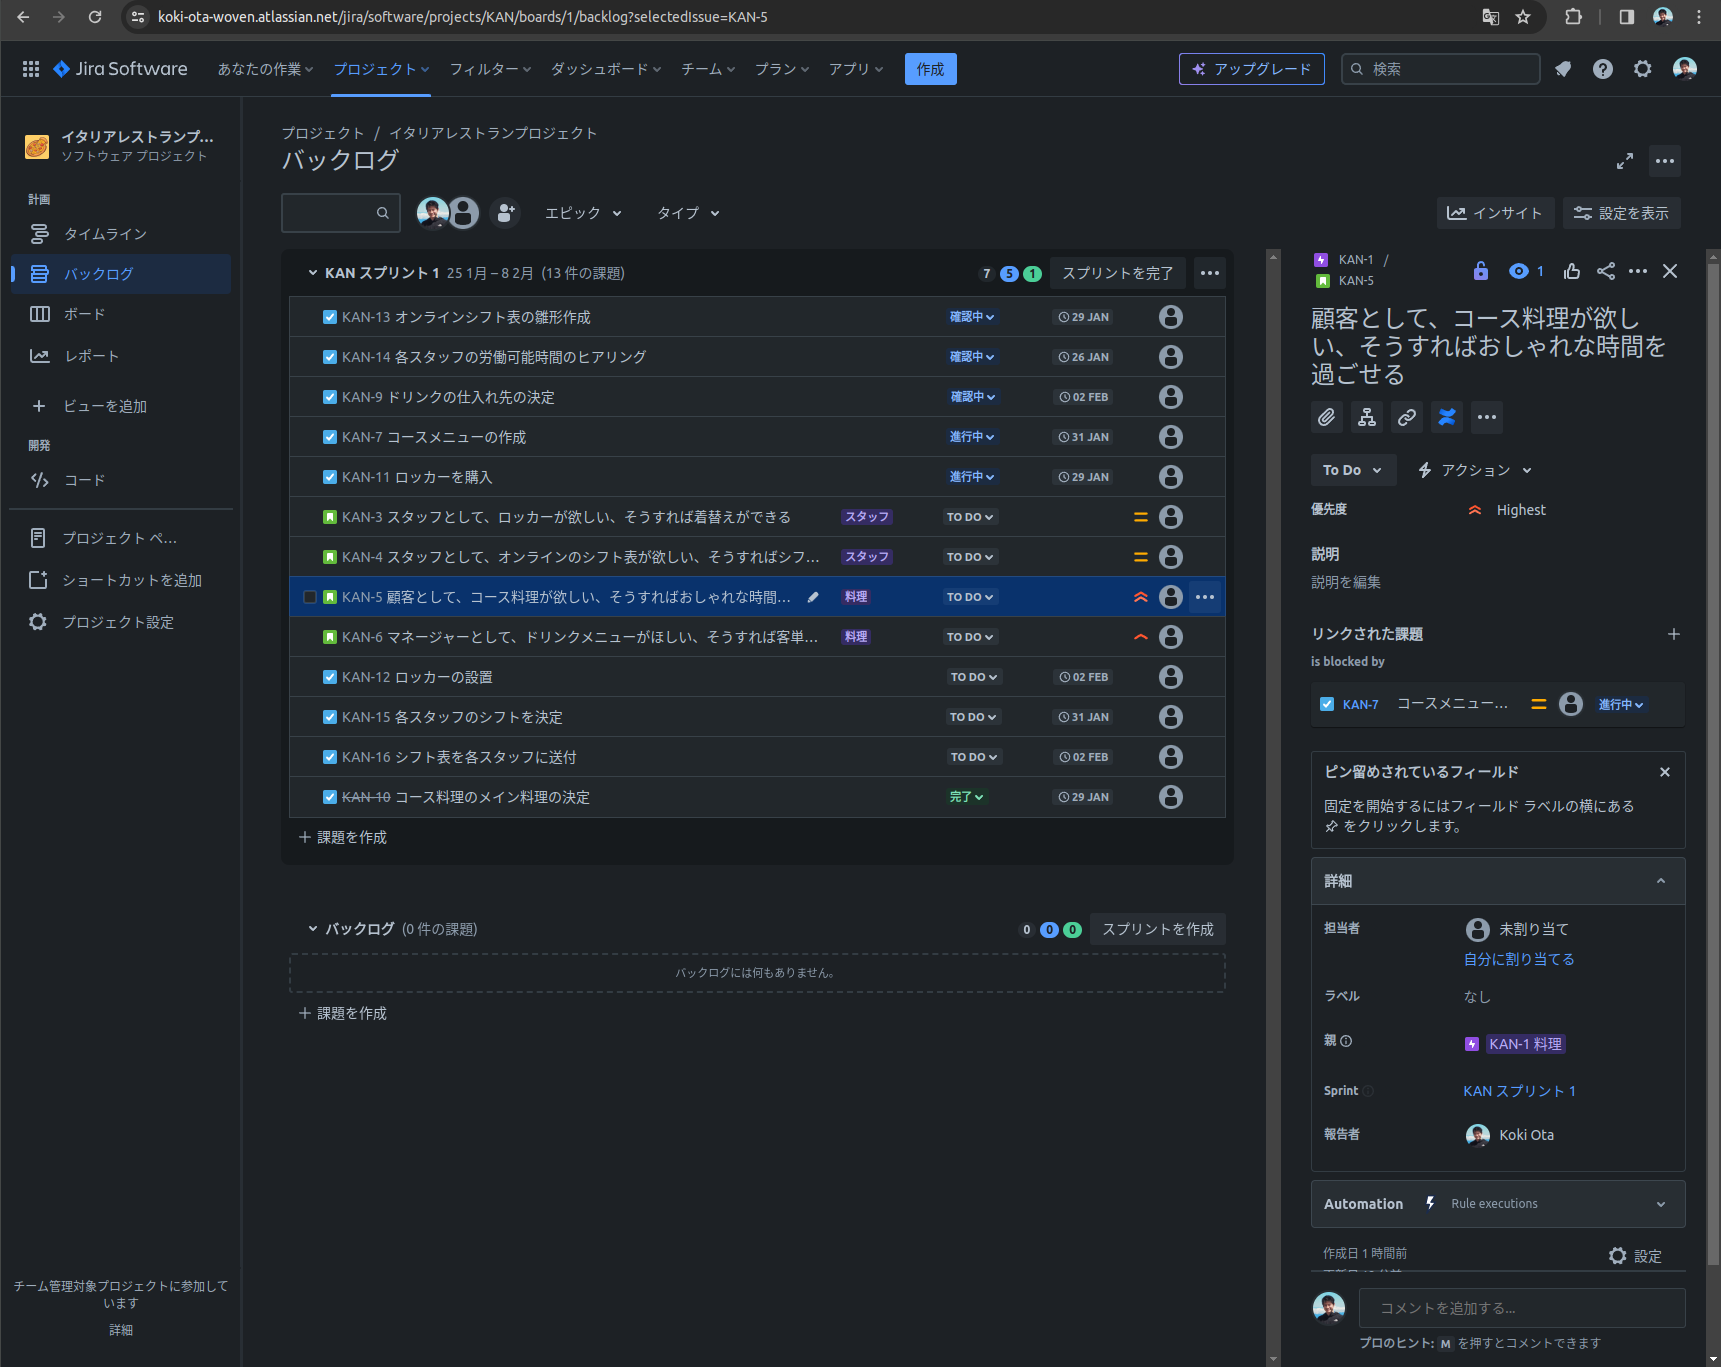 koki-ota-woven.atlassian.net/jira/software/projects/KAN/boards/1/backlog?selectedIssue=KAN-5
Jira Software あなたの作業 プロジェクト フィルター ダッシュボード チーム プラン アプリ 作成 アップグレード 検索
イタリアレストランプ...
ソフトウェア プロジェクト
計画
タイムライン
バックログ
ボード
レポート
ビューを追加
開発
コード
プロジェクト ペ...
ショートカットを追加
プロジェクト設定
チーム管理対象プロジェクトに参加して
います
詳細
プロジェクト / イタリアレストランプロジェクト
バックログ
エピック タイプ インサイト 設定を表示
KAN スプリント 1 25 1月 – 8 2月 (13 件の課題) 7 5 1 スプリントを完了
KAN-13 オンラインシフト表の雛形作成 確認中 29 JAN
KAN-14 各スタッフの労働可能時間のヒアリング 確認中 26 JAN
KAN-9 ドリンクの仕入れ先の決定 確認中 02 FEB
KAN-7 コースメニューの作成 進行中 31 JAN
KAN-11 ロッカーを購入 進行中 29 JAN
KAN-3 スタッフとして、ロッカーが欲しい、そうすれば着替えができる スタッフ TO DO
KAN-4 スタッフとして、オンラインのシフト表が欲しい、そうすればシフ... スタッフ TO DO
KAN-5 顧客として、コース料理が欲しい、そうすればおしゃれな時間... 料理 TO DO
KAN-6 マネージャーとして、ドリンクメニューがほしい、そうすれば客単... 料理 TO DO
KAN-12 ロッカーの設置 TO DO 02 FEB
KAN-15 各スタッフのシフトを決定 TO DO 31 JAN
KAN-16 シフト表を各スタッフに送付 TO DO 02 FEB
KAN-10 コース料理のメイン料理の決定 完了 29 JAN
課題を作成
バックログ (0 件の課題) 0 0 0 スプリントを作成
バックログには何もありません。
課題を作成
KAN-1 /
KAN-5
1
顧客として、コース料理が欲し
い、そうすればおしゃれな時間を
過ごせる
To Do アクション
優先度 Highest
説明
説明を編集
リンクされた課題
is blocked by
KAN-7 コースメニュー... 進行中
ピン留めされているフィールド
固定を開始するにはフィールド ラベルの横にある
をクリックします。
詳細
担当者 未割り当て
自分に割り当てる
ラベル なし
親 KAN-1 料理
Sprint KAN スプリント 1
報告者 Koki Ota
Automation Rule executions
作成日 1 時間前
設定
コメントを追加する...
プロのヒント: M を押すとコメントできます